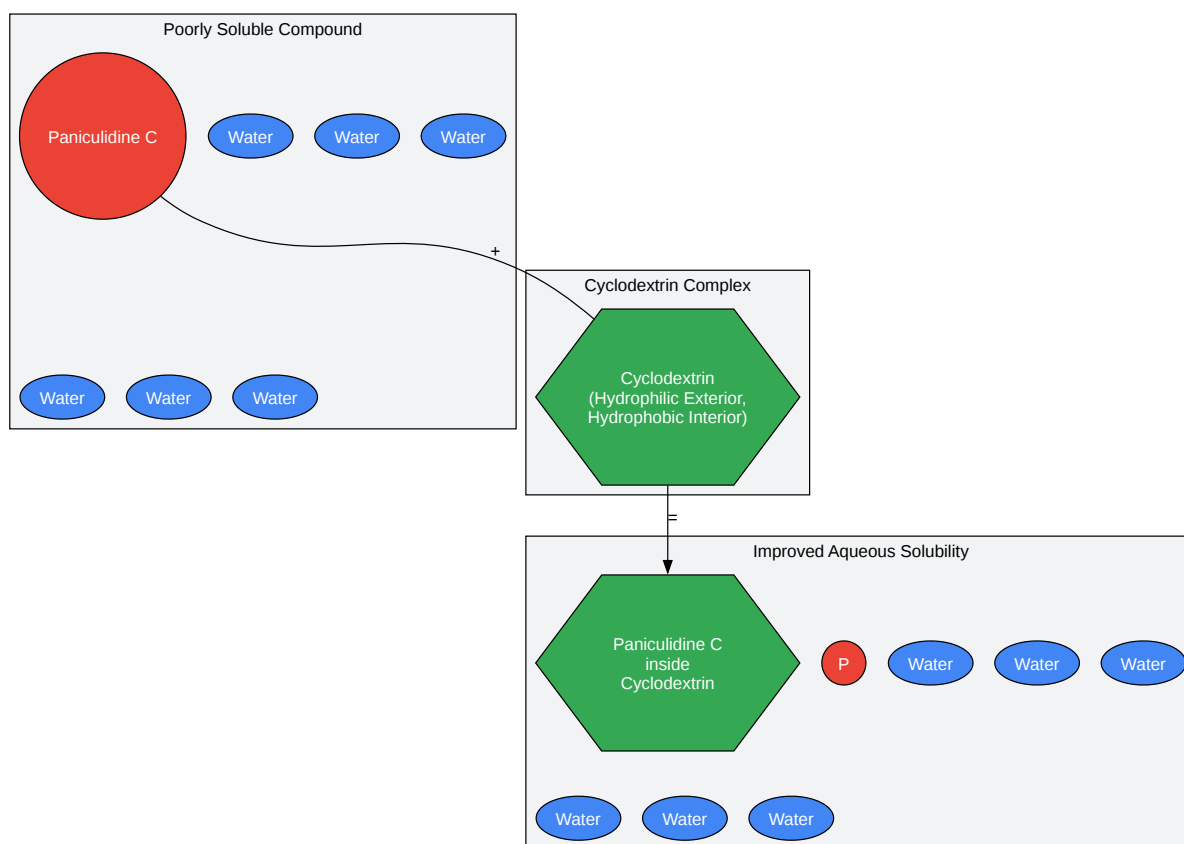 Poorly Soluble Compound
Paniculidine C
Water
Water
Water
+
Water
Water
Water
Cyclodextrin Complex
Cyclodextrin
(Hydrophilic Exterior,
Hydrophobic Interior)
=
Improved Aqueous Solubility
Paniculidine C
inside
Cyclodextrin
P
Water
Water
Water
Water
Water
Water